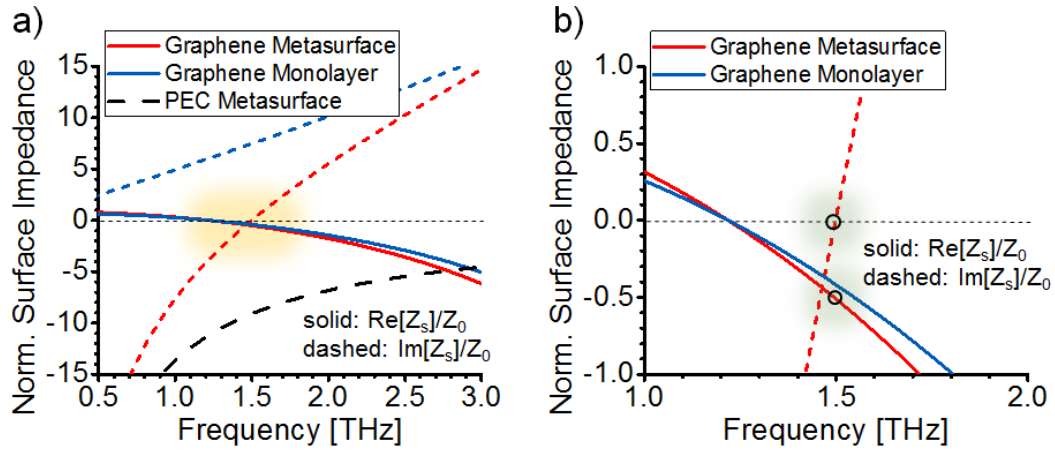 a)
Graphene Metasurface
Graphene Monolayer
PEC Metasurface
15
10
5
0
-5
-10
-15
Norm. Surface Impedance
solid: Re[Zs]/Z0
dashed: Im[Zs]/Z0
0.5 1.0 1.5 2.0 2.5 3.0
Frequency [THz]
b)
Graphene Metasurface
Graphene Monolayer
1.0
0.5
0.0
-0.5
-1.0
Norm. Surface Impedance
solid: Re[Zs]/Z0
dashed: Im[Zs]/Z0
1.0 1.5 2.0
Frequency [THz]